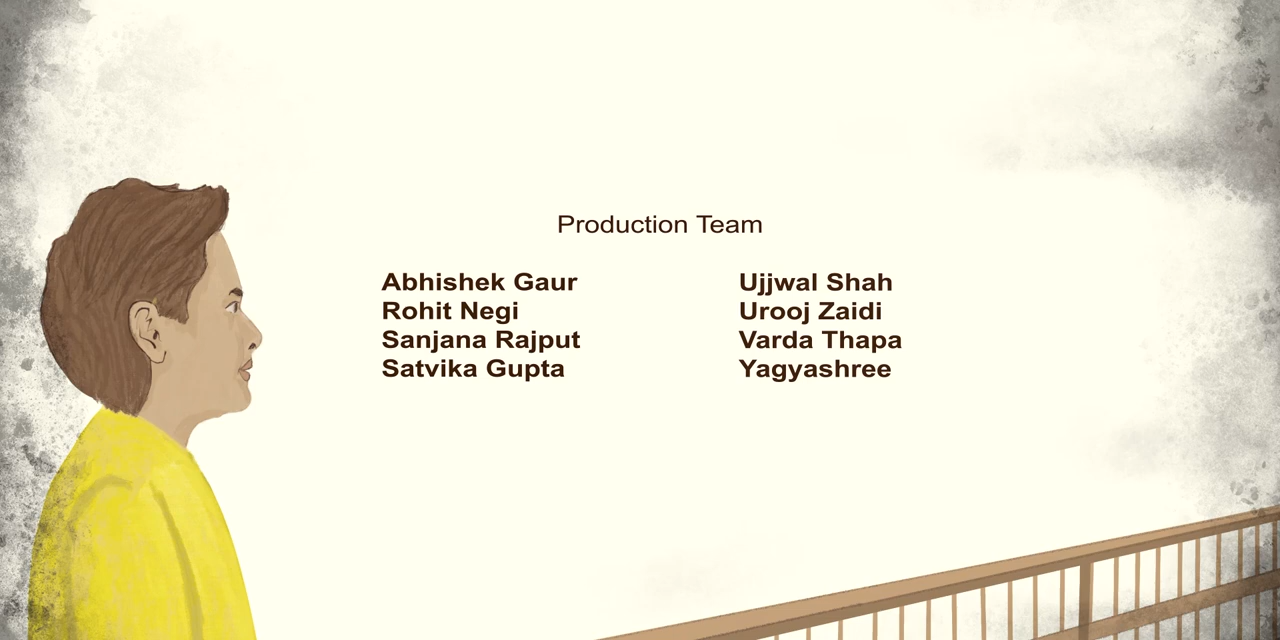 Production Team
Abhishek Gaur
Rohit Negi
Sanjana Rajput
Satvika Gupta
Ujjwal Shah
Urooj Zaidi
Varda Thapa
Yagyashree